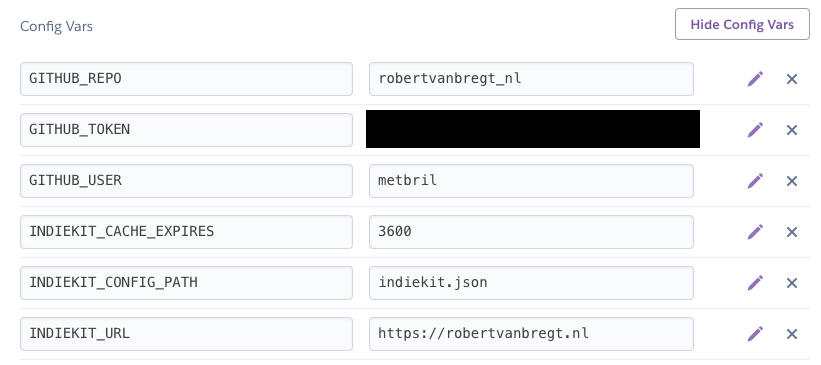 Config Vars
Hide Config Vars
GITHUB_REPO robertvanbregt_nl
GITHUB_TOKEN
GITHUB_USER metbril
INDIEKIT_CACHE_EXPIRES 3600
INDIEKIT_CONFIG_PATH indiekit.json
INDIEKIT_URL https://robertvanbregt.nl